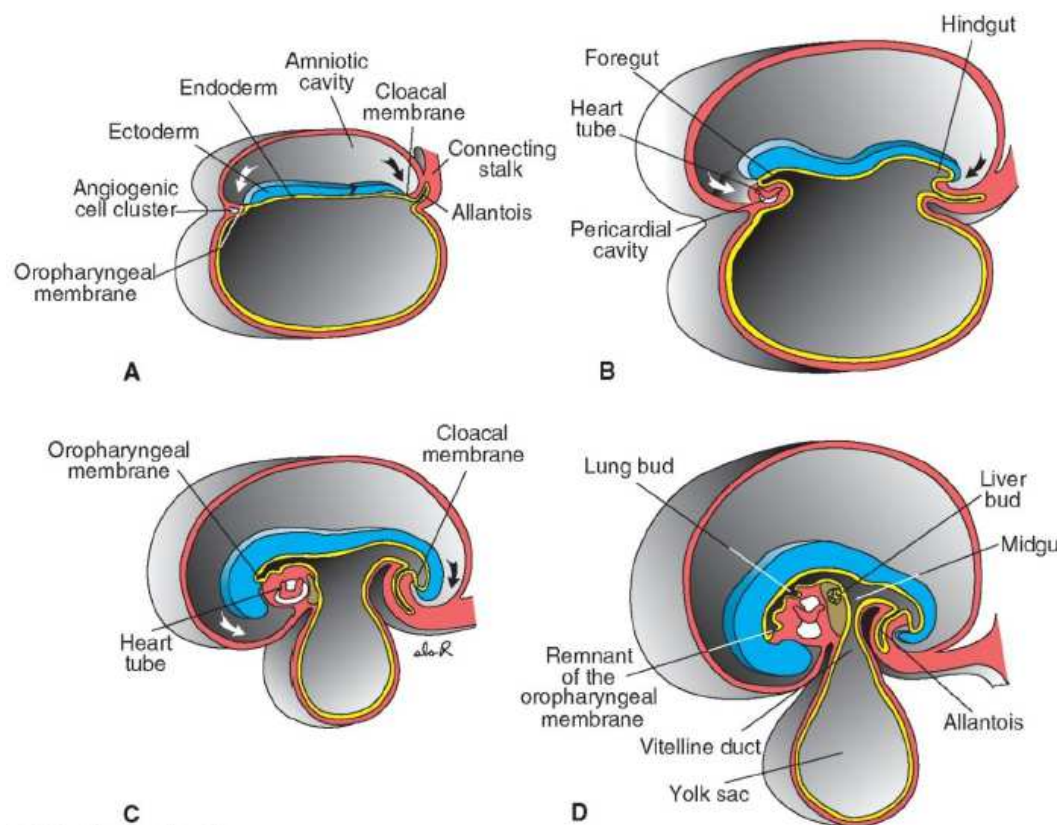 Amniotic
cavity
Endoderm
Cloacal
membrane
Ectoderm
Connecting
stalk
Angiogenic
cell cluster
Allantois
Oropharyngeal
membrane
A
Hindgut
Foregut
Heart
tube
Pericardial
cavity
B
Oropharyngeal
membrane
Cloacal
membrane
Heart
tube
C
Lung bud
Liver
bud
Midgu
Remnant
of the
oropharyngeal
membrane
Allantois
Vitelline duct
Yolk sac
D